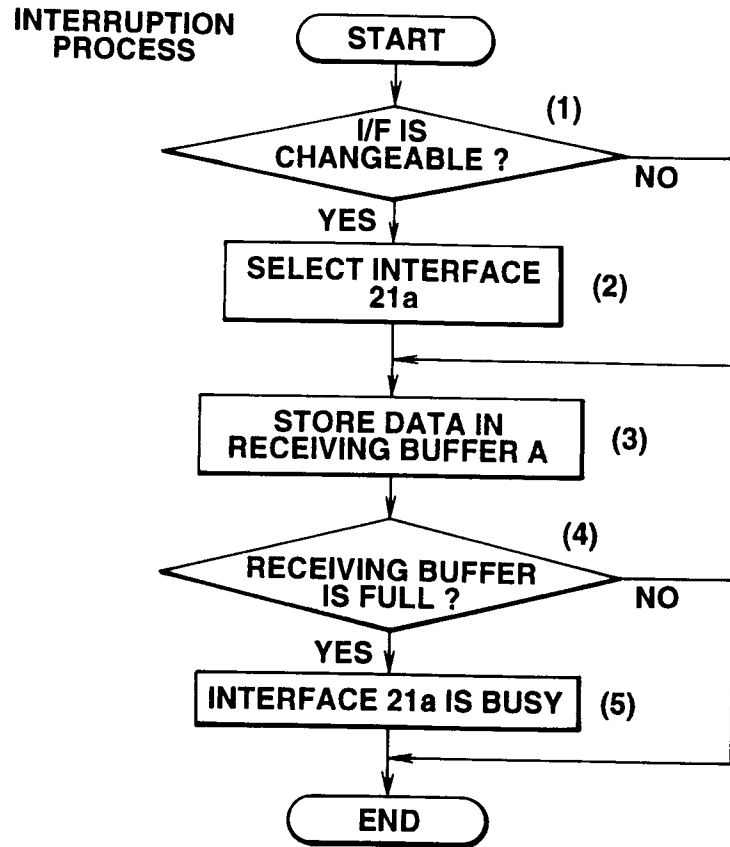 INTERRUPTION
PROCESS
START
(1)
I/F IS
CHANGEABLE ?
NO
YES
SELECT INTERFACE
21a
(2)
STORE DATA IN
RECEIVING BUFFER A
(3)
(4)
RECEIVING BUFFER
IS FULL ?
NO
YES
INTERFACE 21a IS BUSY
(5)
END